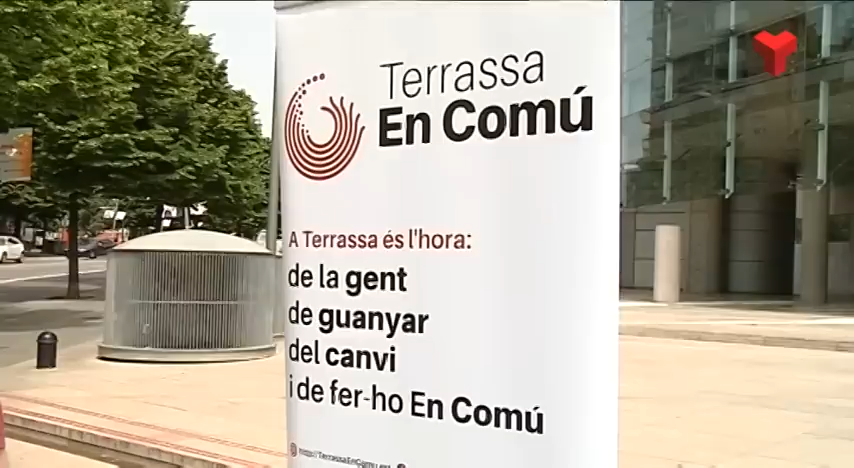 Terrassa
En Comú
A Terrassa és l'hora:
de la gent
de guanyar
del canvi
i de fer-ho En Comú